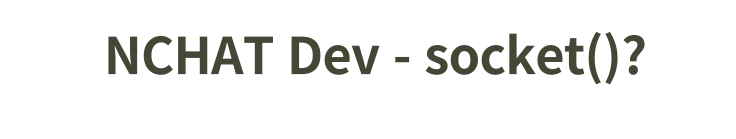 NCHAT Dev - socket()?